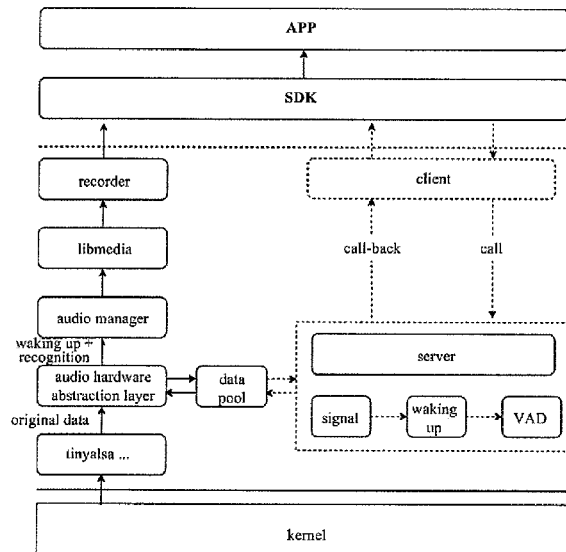 APP
SDK
recorder
client
libmedia
call-back
call
audio manager
waking up +
recognition
server
audio hardware
abstraction layer
data
pool
signal
waking
up
VAD
original data
tinyalsa ...
kernel